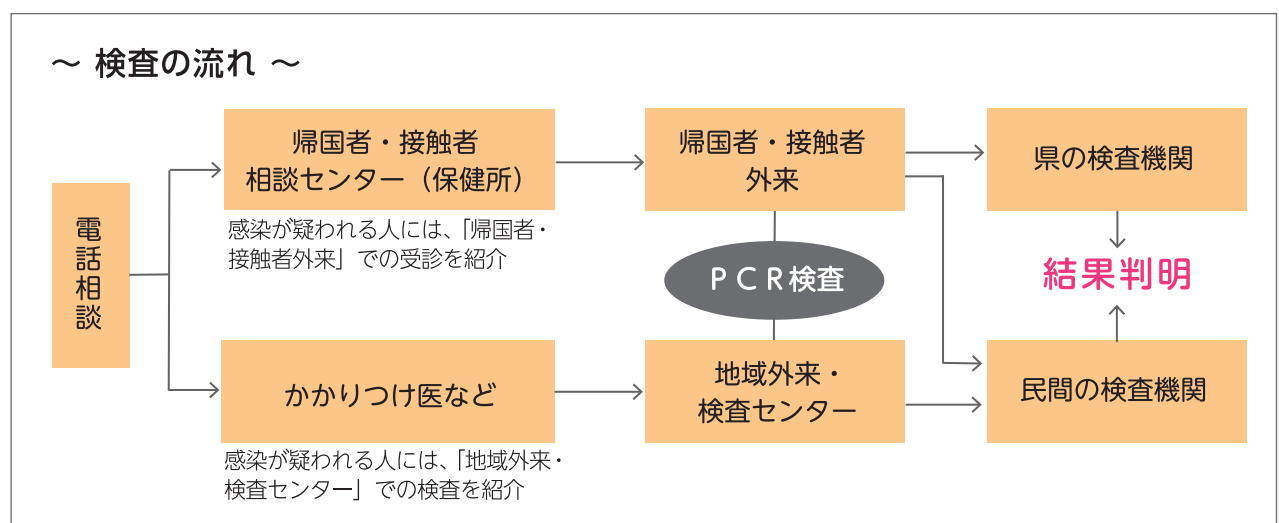 ～ 検査の流れ ～
電話相談
帰国者・接触者
相談センター（保健所）
感染が疑われる人には、「帰国者・
接触者外来」での受診を紹介
かかりつけ医など
感染が疑われる人には、「地域外来・
検査センター」での検査を紹介
帰国者・接触者
外来
ＰＣＲ検査
地域外来・
検査センター
県の検査機関
結果判明
民間の検査機関